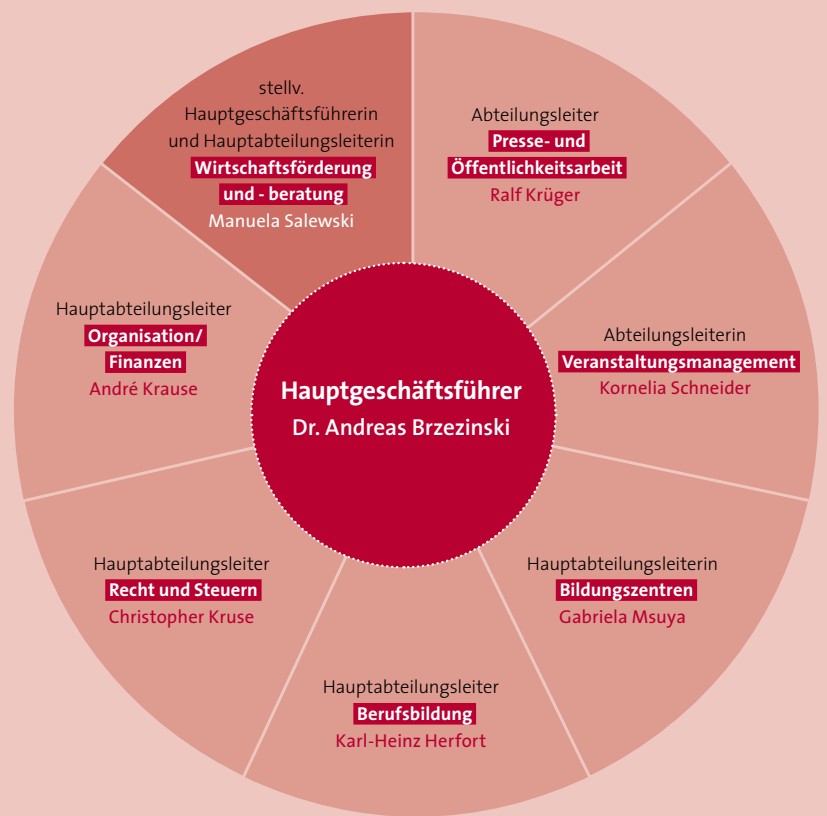 stellv.
Hauptgeschäftsführerin
und Hauptabteilungsleiterin
Wirtschaftsförderung
und - beratung
Manuela Salewski
Abteilungsleiter
Presse- und
Öffentlichkeitsarbeit
Ralf Krüger
Hauptabteilungsleiter
Organisation/
Finanzen
André Krause
Hauptgeschäftsführer
Dr. Andreas Brzezinski
Abteilungsleiterin
Veranstaltungsmanagement
Kornelia Schneider
Hauptabteilungsleiter
Recht und Steuern
Christopher Kruse
Hauptabteilungsleiterin
Bildungszentren
Gabriela Msuya
Hauptabteilungsleiter
Berufsbildung
Karl-Heinz Herfort